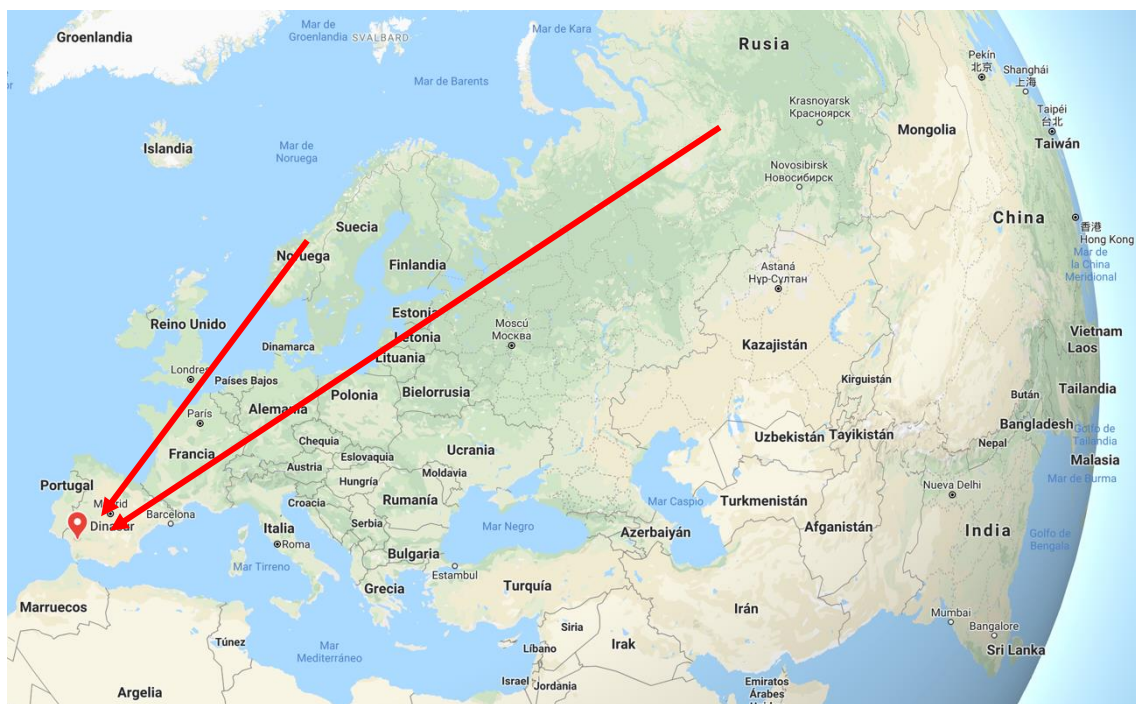 Groenlandia
Mar de
Groenlandia
SVALBARD
Mar de Kara
Mar de Barents
Rusia
Pekín
北京
Shanghái
上海
Krasnoyarsk
Красноярск
Taipéi
台北
Taiwán
Mongolia
Islandia
Mar de
Noruega
Novosibirsk
Новосибирск
Suecia
Noruega
Finlandia
China
香港
Hong Kong
Mar de
la China
Meridional
Astaná
Нұр-Сұлтан
Estonia
Letonia
Lituania
Moscú
Москва
Reino Unido
Dinamarca
Kazajistán
Vietnam
Laos
Londres
Países Bajos
Polonia
Bielorrusia
Kirguistán
Bután
Tailandia
París
Alemania
Uzbekistán
Tayikistán
Bangladesh
Golfo de
Tailandia
Nepal
Malasia
Francia
Chequia
Eslovaquia
Ucrania
Austria
Hungría
Moldavia
Mar de Burma
Portugal
Madrid
Barcelona
Croacia
Rumanía
Mar Caspio
Turkmenistán
Nueva Delhi
Italia
Roma
Serbia
Mar Negro
Azerbaiyán
Afganistán
India
Golfo de
Bengala
Mar Tirreno
Bulgaria
Estambul
Grecia
Turquía
Irán
Marruecos
Túnez
Mar
Mediterráneo
Siria
Líbano
Irak
Mumbai
Bangalore
Sri Lanka
Israel
Jordania
Argelia
Emiratos
Árabes